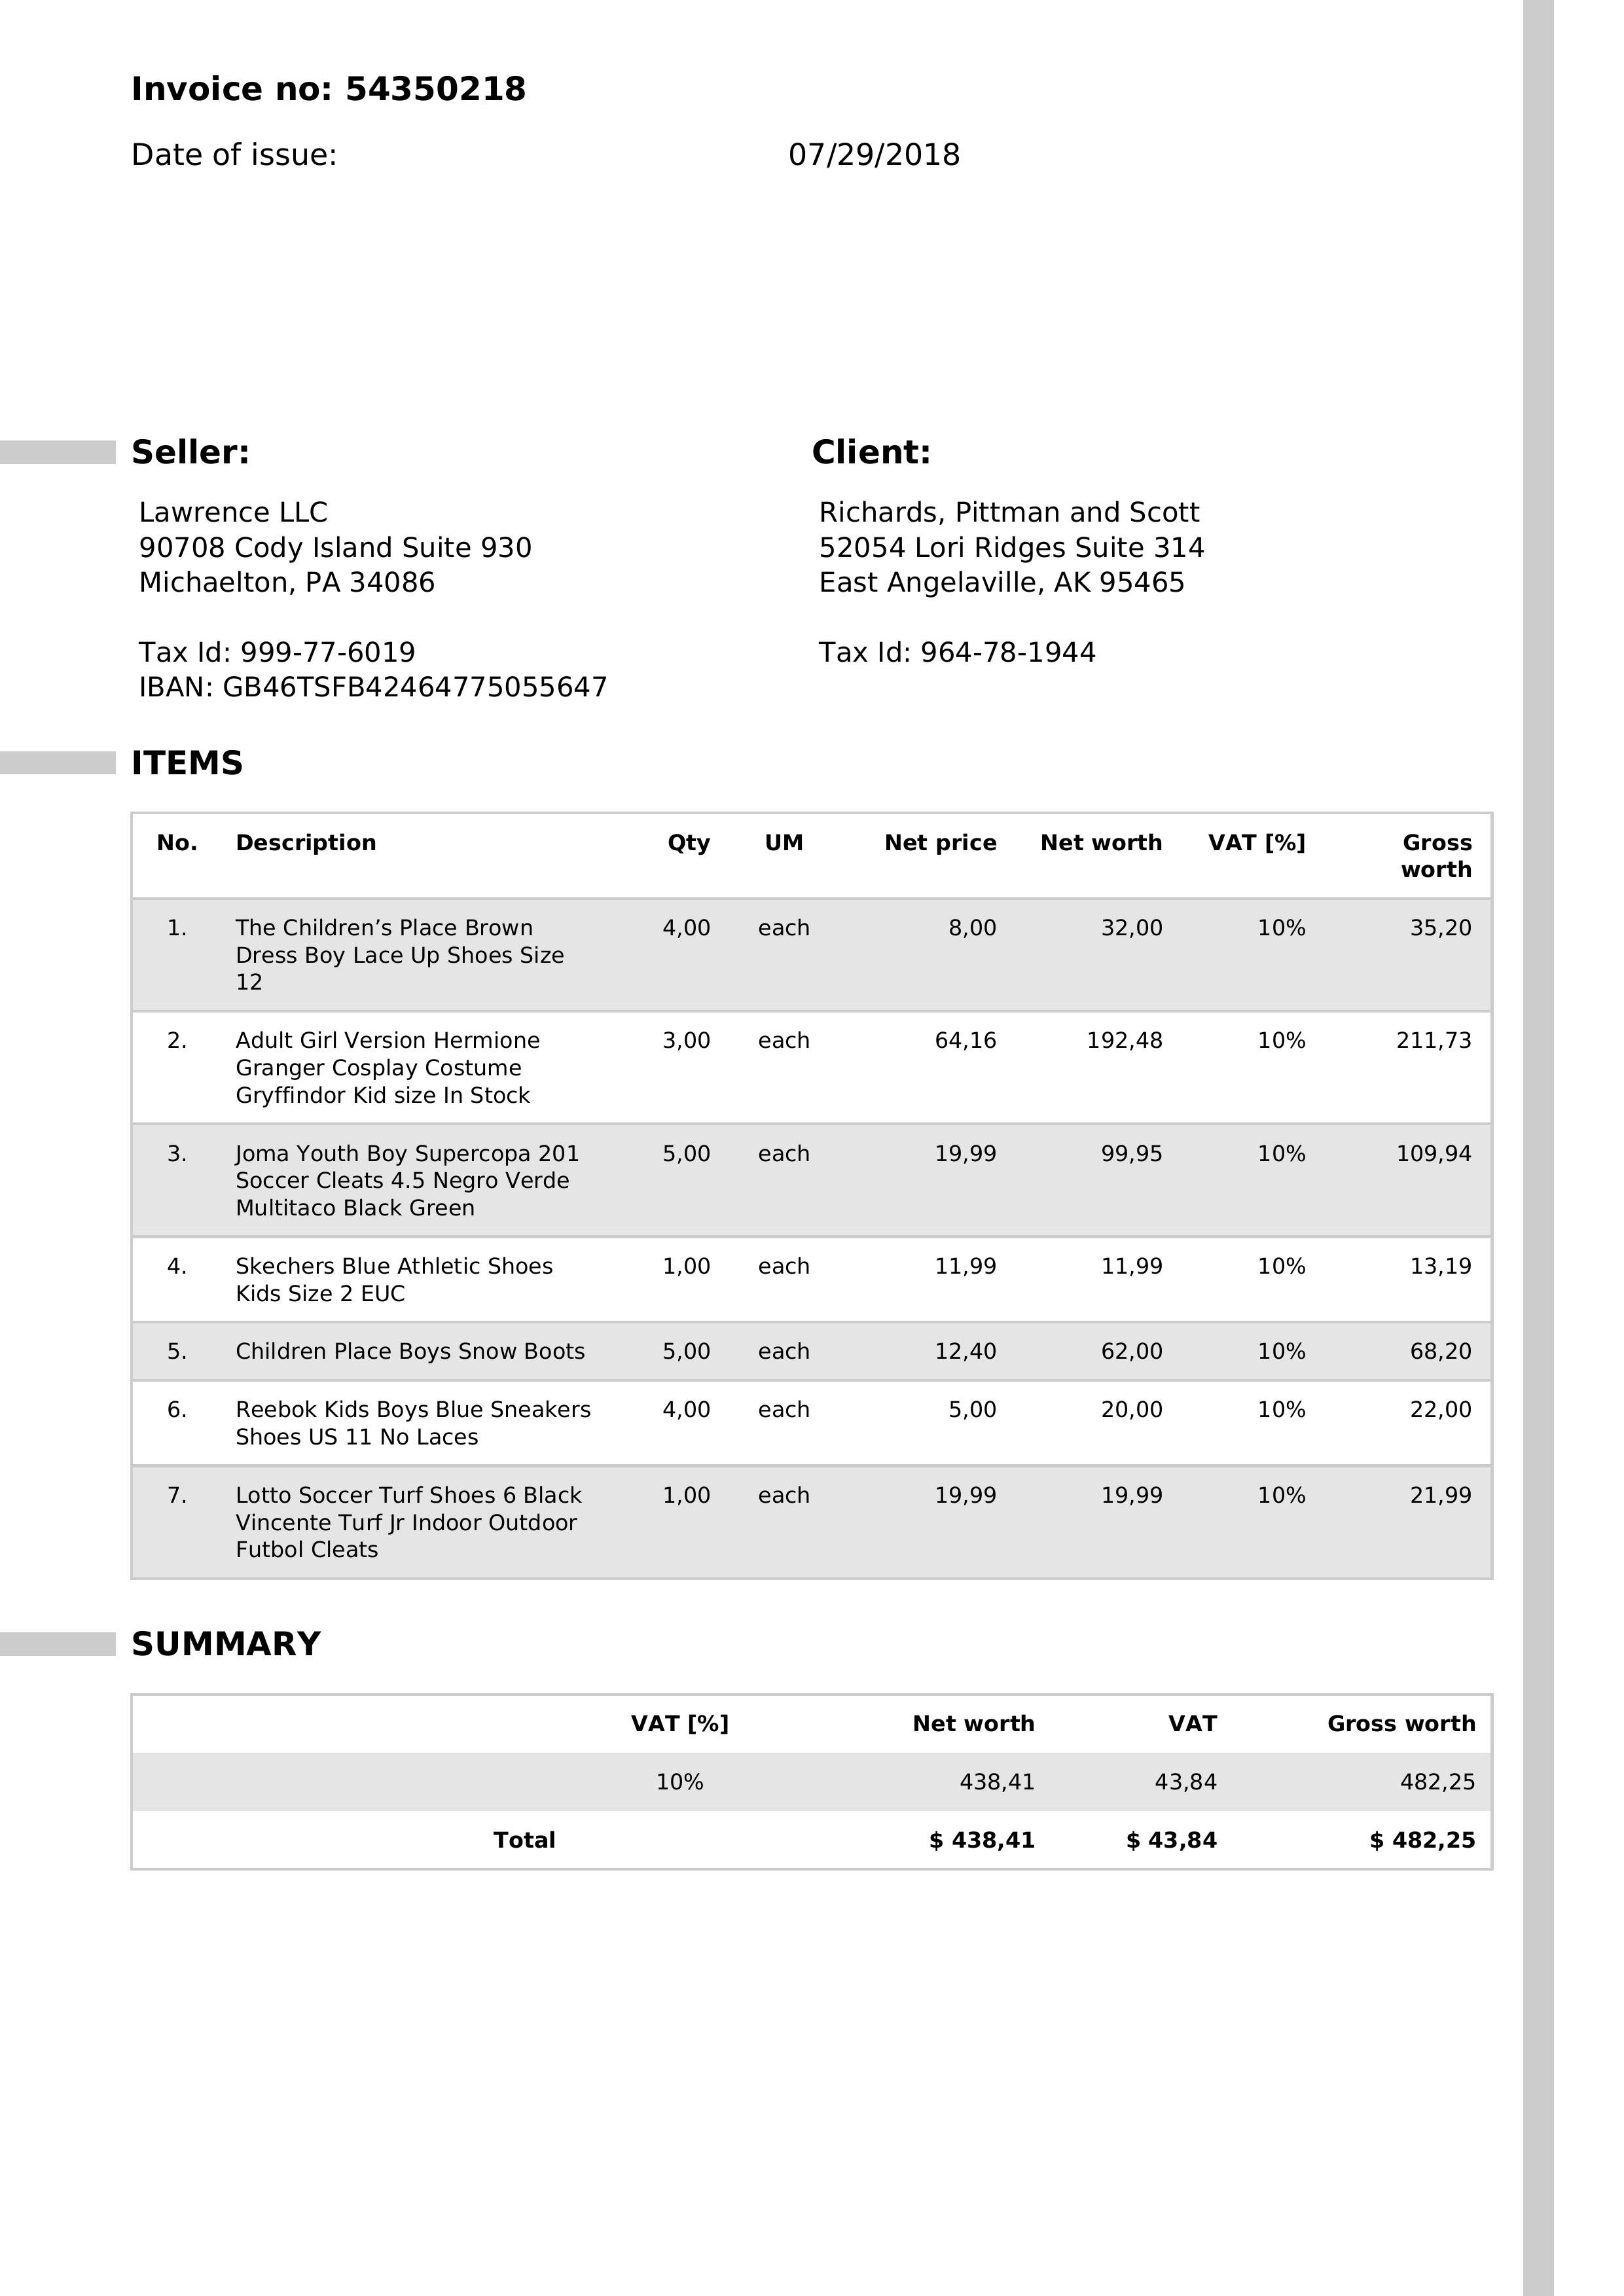 Invoice no: 54350218
Date of issue: 07/29/2018
Seller: Client:
Lawrence LLC Richards, Pittman and Scott
90708 Cody Island Suite 930 52054 Lori Ridges Suite 314
Michaelton, PA 34086 East Angelaville, AK 95465
Tax Id: 999-77-6019 Tax Id: 964-78-1944
IBAN: GB46TSFB42464775055647
ITEMS
No. Description Qty UM Net price Net worth VAT [%] Gross
worth
1. The Children’s Place Brown 4,00 each 8,00 32,00 10% 35,20
Dress Boy Lace Up Shoes Size
12
2. Adult Girl Version Hermione 3,00 each 64,16 192,48 10% 211,73
Granger Cosplay Costume
Gryffindor Kid size In Stock
3. Joma Youth Boy Supercopa 201 5,00 each 19,99 99,95 10% 109,94
Soccer Cleats 4.5 Negro Verde
Multitaco Black Green
4. Skechers Blue Athletic Shoes 1,00 each 11,99 11,99 10% 13,19
Kids Size 2 EUC
5. Children Place Boys Snow Boots 5,00 each 12,40 62,00 10% 68,20
6. Reebok Kids Boys Blue Sneakers 4,00 each 5,00 20,00 10% 22,00
Shoes US 11 No Laces
7. Lotto Soccer Turf Shoes 6 Black 1,00 each 19,99 19,99 10% 21,99
Vincente Turf Jr Indoor Outdoor
Futbol Cleats
SUMMARY
VAT [%] Net worth VAT Gross worth
10% 438,41 43,84 482,25
Total $ 438,41 $ 43,84 $ 482,25